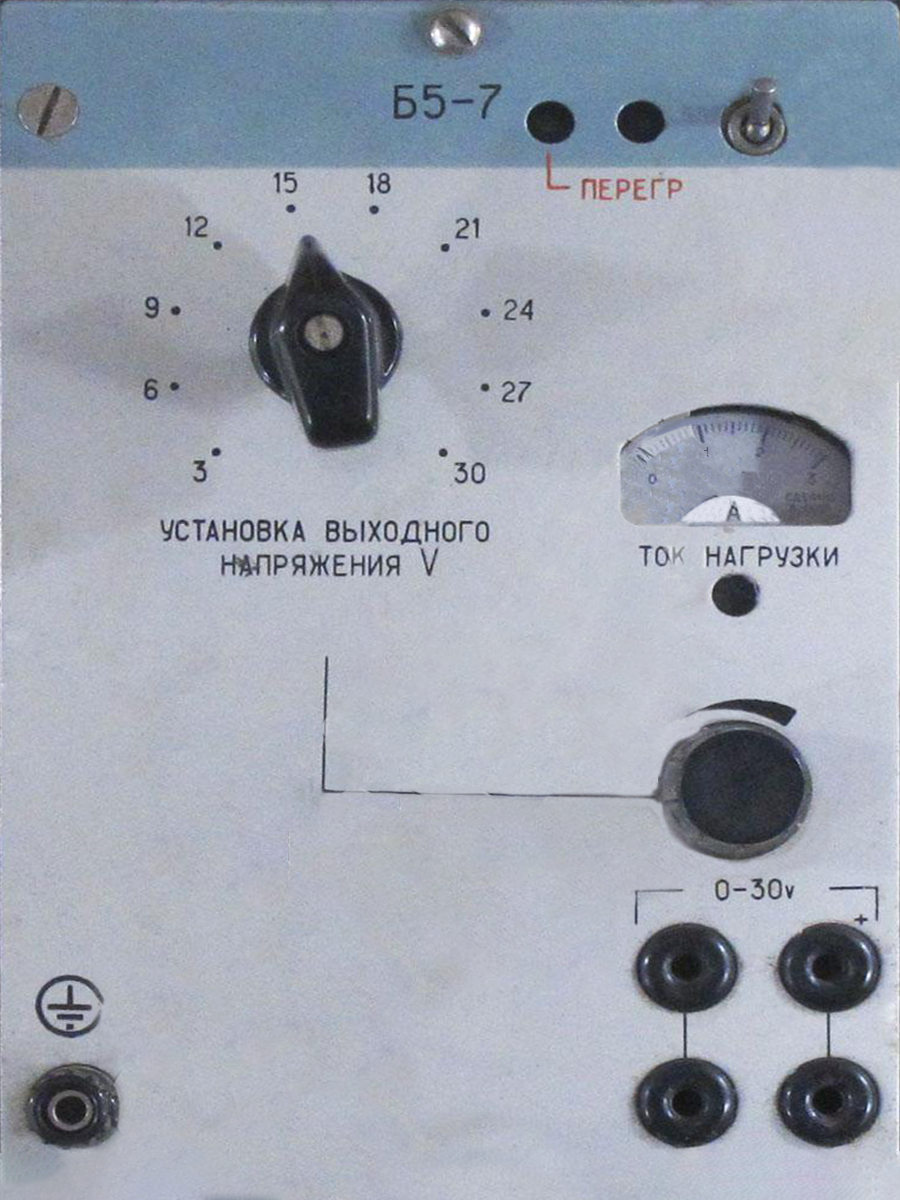 Б5-7
ПЕРЕГР
15 18
12 21
9 24
6 27
3 30
УСТАНОВКА ВЫХОДНОГО
НАПРЯЖЕНИЯ V
0 1 2 3
А
ТОК НАГРУЗКИ
0-30v
+